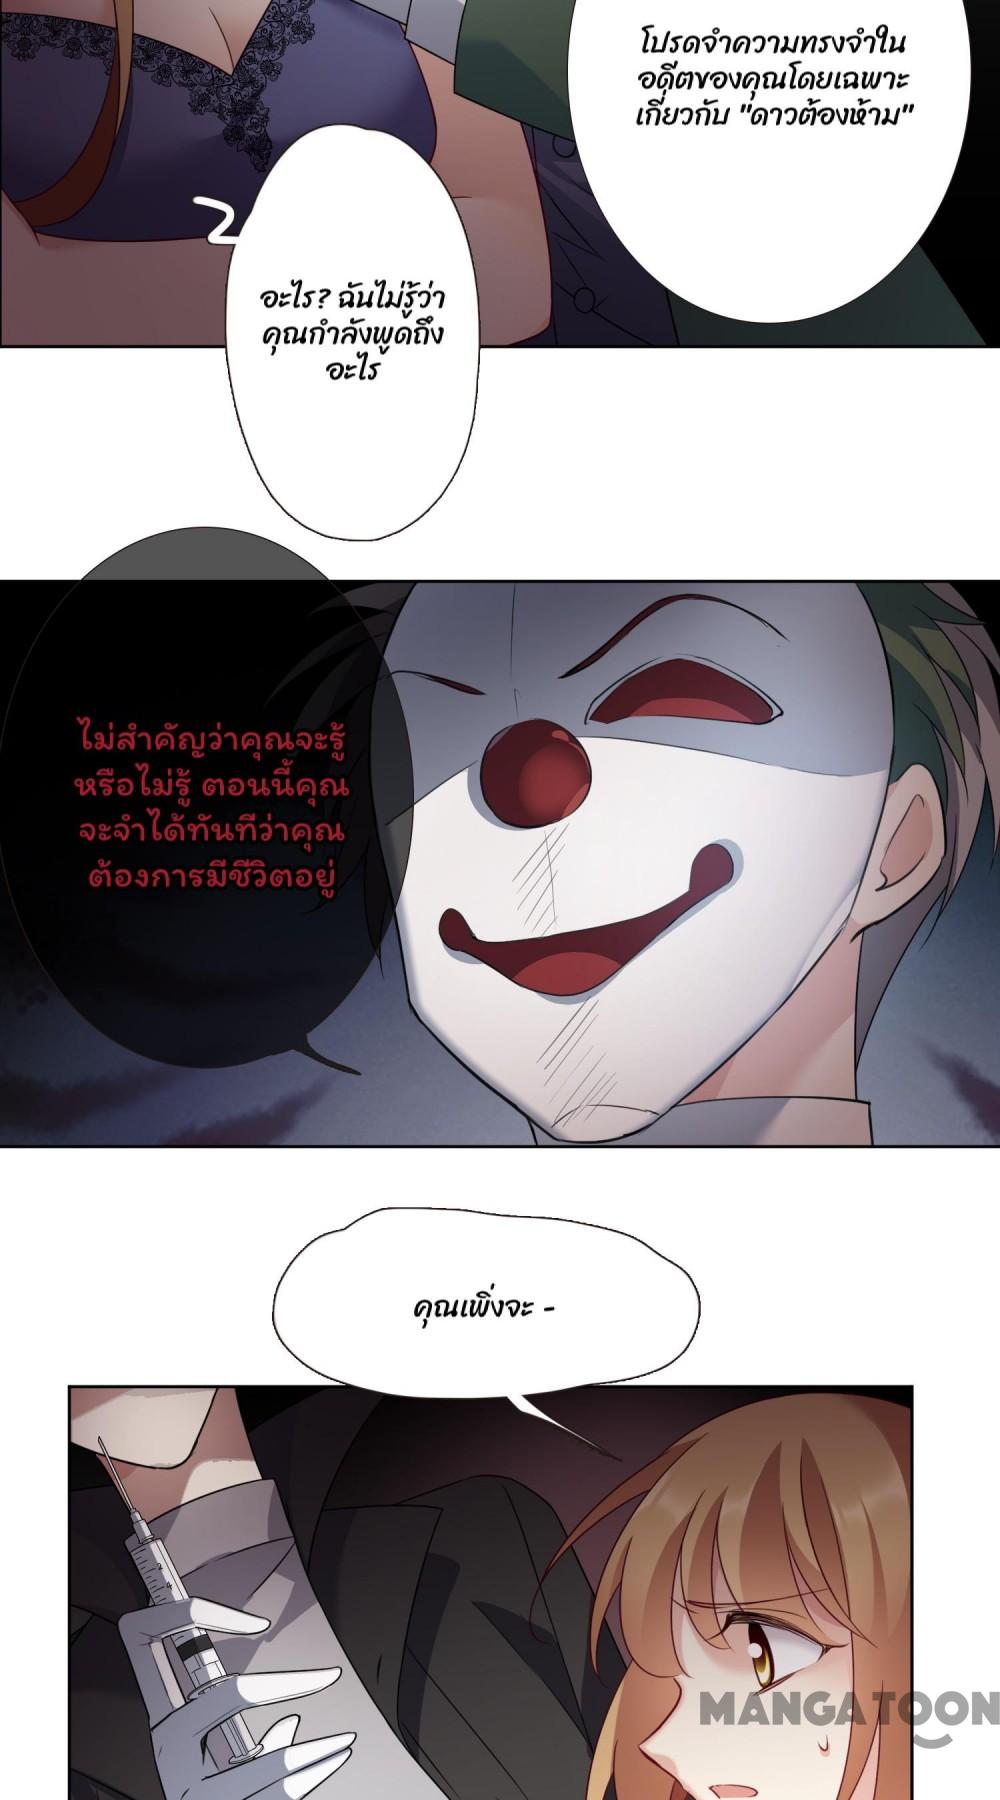 โปรดจำความทรงจำใน
อดีตของคุณโดยเฉพาะ
เกี่ยวกับ "ดาวต้องห้าม"
อะไร? ฉันไม่รู้ว่า
คุณกำลังพูดถึง
อะไร
ไม่สำคัญว่าคุณจะรู้
หรือไม่รู้ ตอนนี้คุณ
จะจำได้ทันทีว่าคุณ
ต้องการมีชีวิตอยู่
คุณเพิ่งจะ -
2
4
MANGATOON